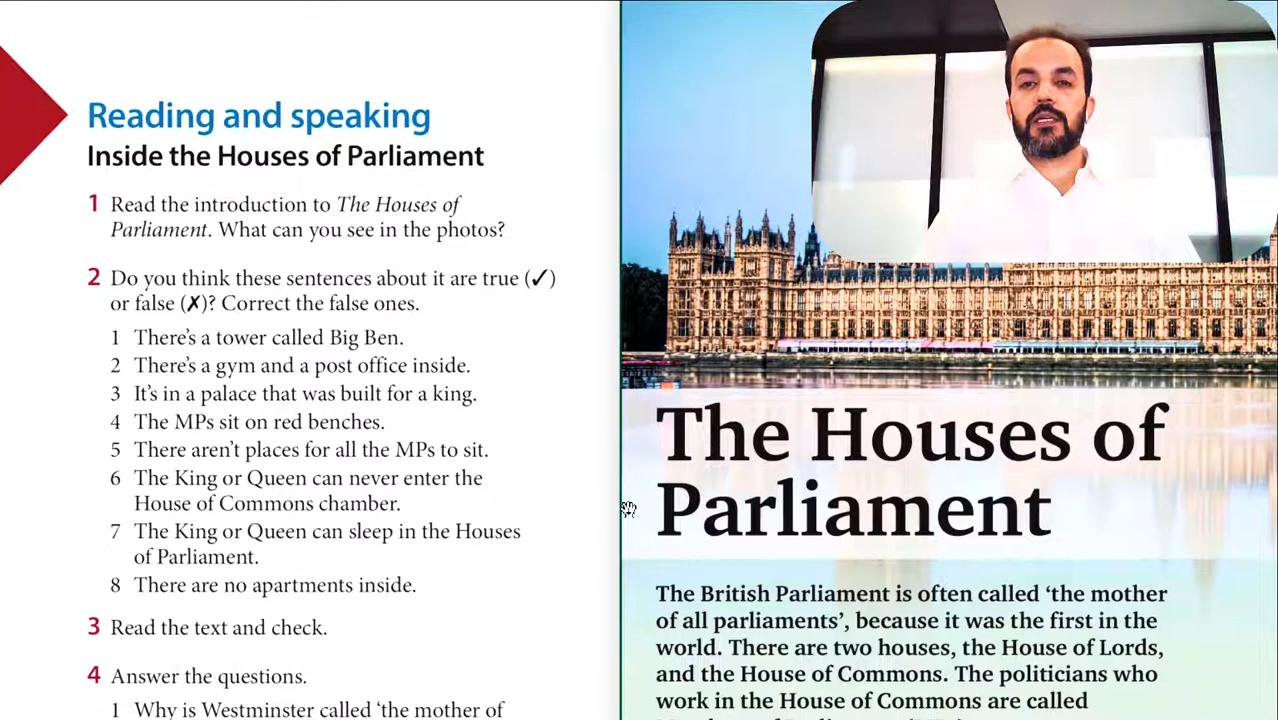 Reading and speaking
Inside the Houses of Parliament
1 Read the introduction to The Houses of
Parliament. What can you see in the photos?
2 Do you think these sentences about it are true (✓)
or false (✗)? Correct the false ones.
1 There's a tower called Big Ben.
2 There's a gym and a post office inside.
3 It's in a palace that was built for a king.
4 The MPs sit on red benches.
5 There aren't places for all the MPs to sit.
6 The King or Queen can never enter the
House of Commons chamber.
7 The King or Queen can sleep in the Houses
of Parliament.
8 There are no apartments inside.
3 Read the text and check.
4 Answer the questions.
1 Why is Westminster called 'the mother of
The Houses of
Parliament
The British Parliament is often called 'the mother
of all parliaments', because it was the first in the
world. There are two houses, the House of Lords,
and the House of Commons. The politicians who
work in the House of Commons are called